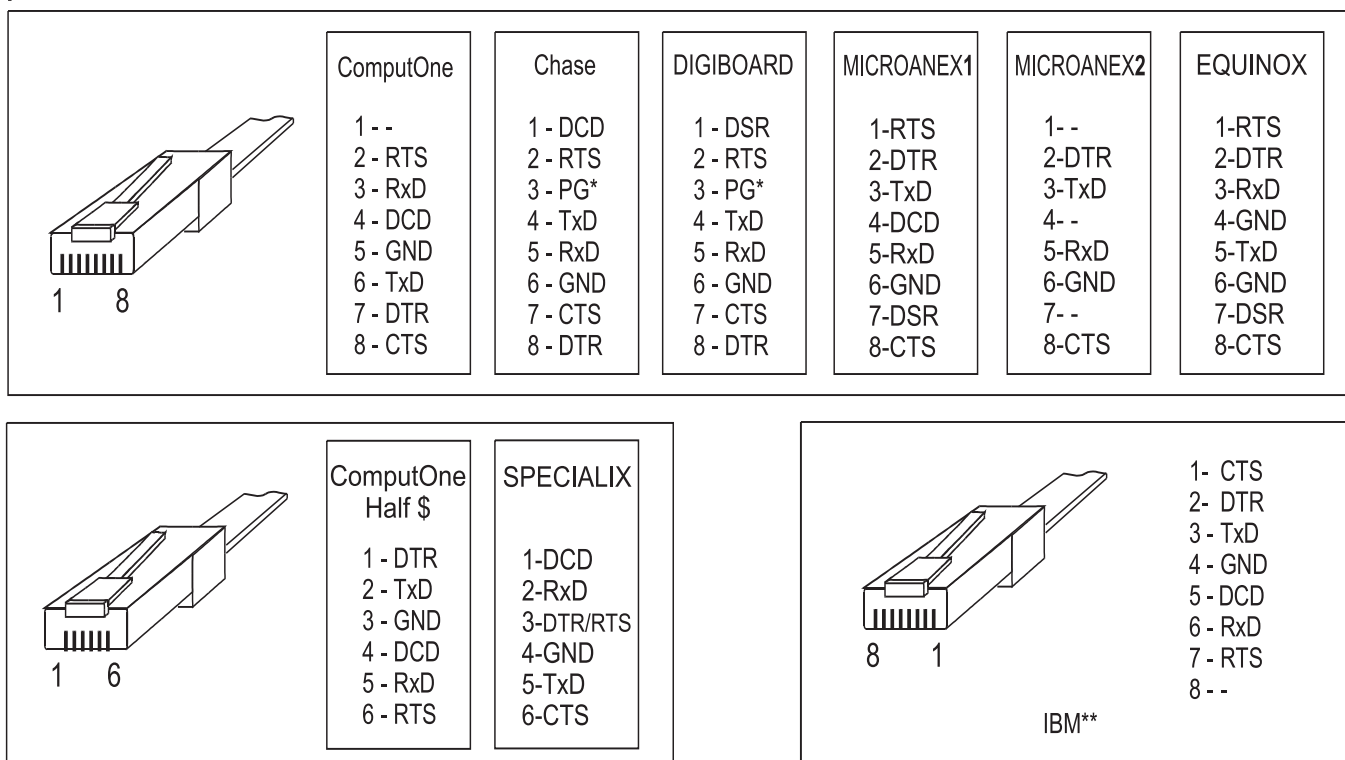 ComputOne
1 - -
2 - RTS
3 - RxD
4 - DCD
5 - GND
6 - TxD
7 - DTR
8 - CTS
Chase
1 - DCD
2 - RTS
3 - PG*
4 - TxD
5 - RxD
6 - GND
7 - CTS
8 - DTR
DIGIBOARD
1 - DSR
2 - RTS
3 - PG*
4 - TxD
5 - RxD
6 - GND
7 - CTS
8 - DTR
MICROANEX1
1-RTS
2-DTR
3-TxD
4-DCD
5-RxD
6-GND
7-DSR
8-CTS
MICROANEX2
1- -
2-DTR
3-TxD
4- -
5-RxD
6-GND
7- -
8-CTS
EQUINOX
1-RTS
2-DTR
3-RxD
4-GND
5-TxD
6-GND
7-DSR
8-CTS
1 8
ComputOne
Half $
1 - DTR
2 - TxD
3 - GND
4 - DCD
5 - RxD
6 - RTS
SPECIALIX
1-DCD
2-RxD
3-DTR/RTS
4-GND
5-TxD
6-CTS
1 6
1- CTS
2- DTR
3 - TxD
4 - GND
5 - DCD
6 - RxD
7 - RTS
8 - -
8 1
IBM**